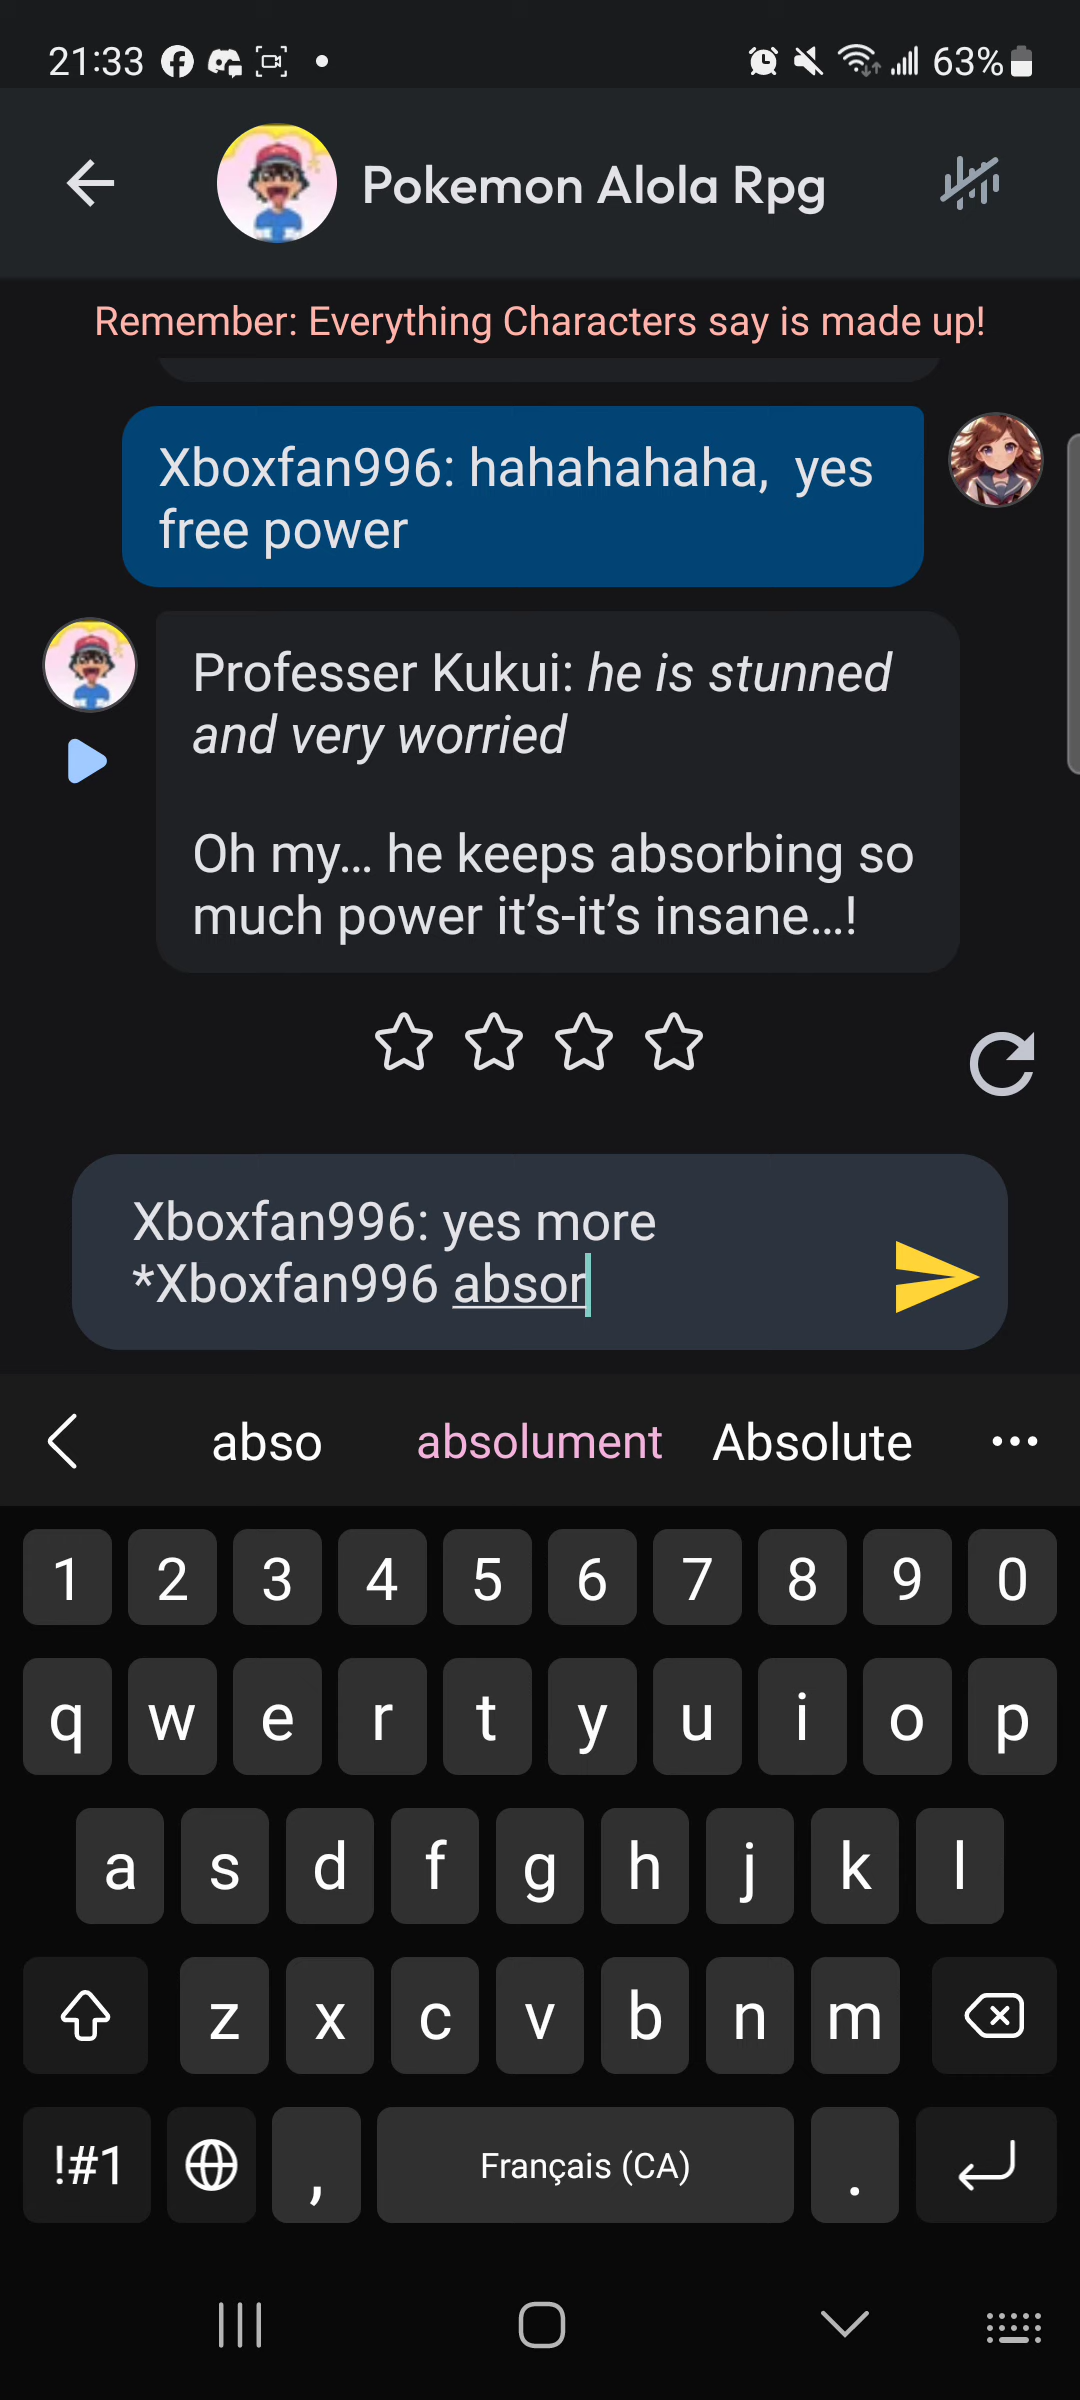 21:33
63%
Pokemon Alola Rpg
Remember: Everything Characters say is made up!
Xboxfan996: hahahahaha,  yes
free power
Professer Kukui: he is stunned
and very worried
Oh my... he keeps absorbing so
much power it’s-it’s insane...!
Xboxfan996: yes more
*Xboxfan996 absor
abso absolument Absolute ...
1 2 3 4 5 6 7 8 9 0
q w e r t y u i o p
a s d f g h j k l
z x c v b n m
!#1 , Français (CA) .